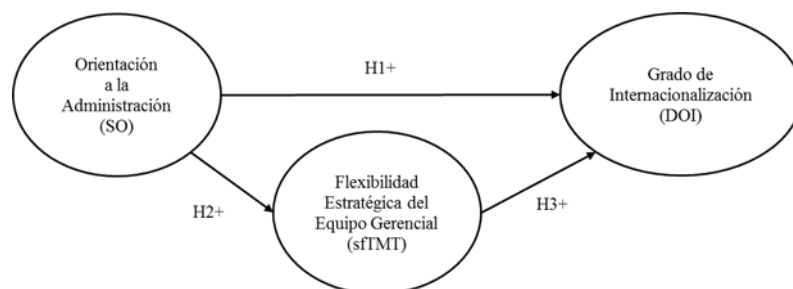 Orientación
a la
Administración
(SO)
H1+
Grado de
Internacionalización
(DOI)
H2+
Flexibilidad
Estratégica del
Equipo Gerencial
(sfTMT)
H3+